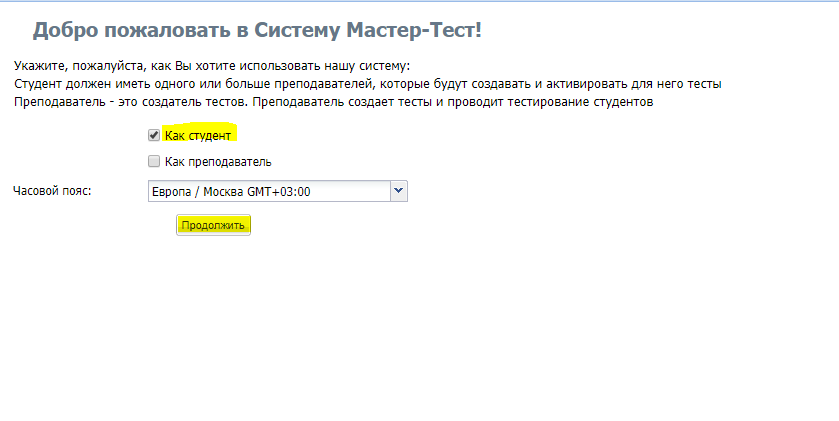 Добро пожаловать в Систему Мастер-Тест!
Укажите, пожалуйста, как Вы хотите использовать нашу систему:
Студент должен иметь одного или больше преподавателей, которые будут создавать и активировать для него тесты
Преподаватель - это создатель тестов. Преподаватель создает тесты и проводит тестирование студентов
Как студент
Как преподаватель
Часовой пояс: Европа / Москва GMT+03:00
Продолжить